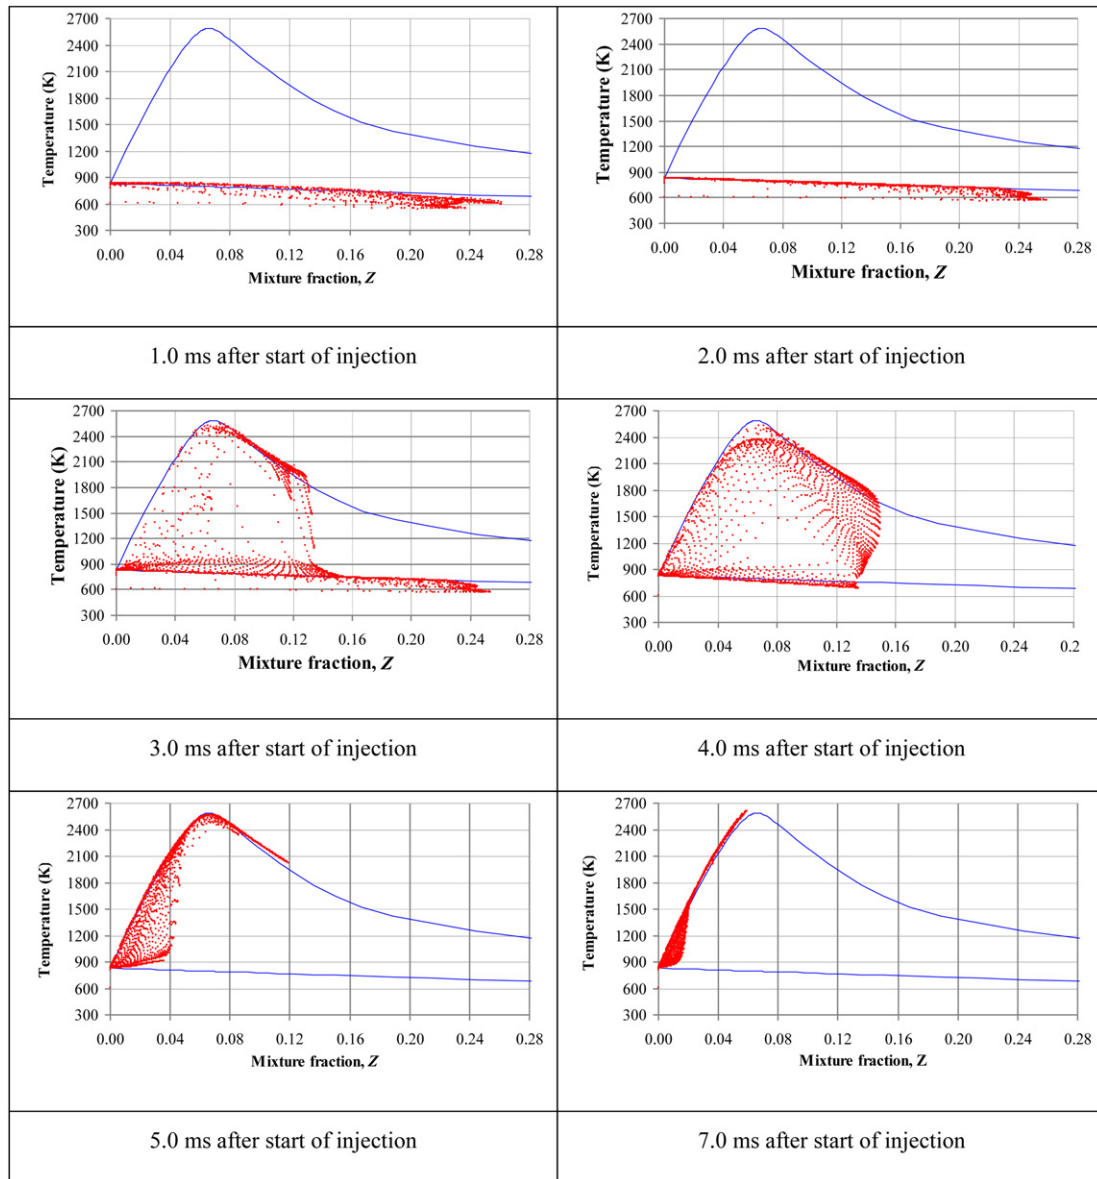 2700
2400
2100
1800
1500
1200
900
600
300
Temperature (K)
0.00 0.04 0.08 0.12 0.16 0.20 0.24 0.28
Mixture fraction, Z
2700
2400
2100
1800
1500
1200
900
600
300
Temperature (K)
0.00 0.04 0.08 0.12 0.16 0.20 0.24 0.28
Mixture fraction, Z
1.0 ms after start of injection
2.0 ms after start of injection
2700
2400
2100
1800
1500
1200
900
600
300
Temperature (K)
0.00 0.04 0.08 0.12 0.16 0.20 0.24 0.28
Mixture fraction, Z
2700
2400
2100
1800
1500
1200
900
600
300
Temperature (K)
0.00 0.04 0.08 0.12 0.16 0.20 0.24 0.2
Mixture fraction, Z
3.0 ms after start of injection
4.0 ms after start of injection
2700
2400
2100
1800
1500
1200
900
600
300
Temperature (K)
0.00 0.04 0.08 0.12 0.16 0.20 0.24 0.28
Mixture fraction, Z
2700
2400
2100
1800
1500
1200
900
600
300
Temperature (K)
0.00 0.04 0.08 0.12 0.16 0.20 0.24 0.28
Mixture fraction, Z
5.0 ms after start of injection
7.0 ms after start of injection